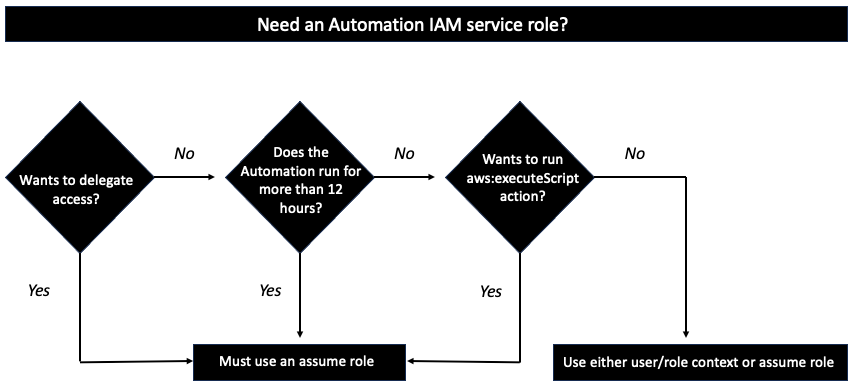 Need an Automation IAM service role?
Wants to delegate
access?
No
Does the
Automation run for
more than 12
hours?
No
Wants to run
aws:executeScript
action?
No
Yes
Yes
Yes
Must use an assume role
Use either user/role context or assume role